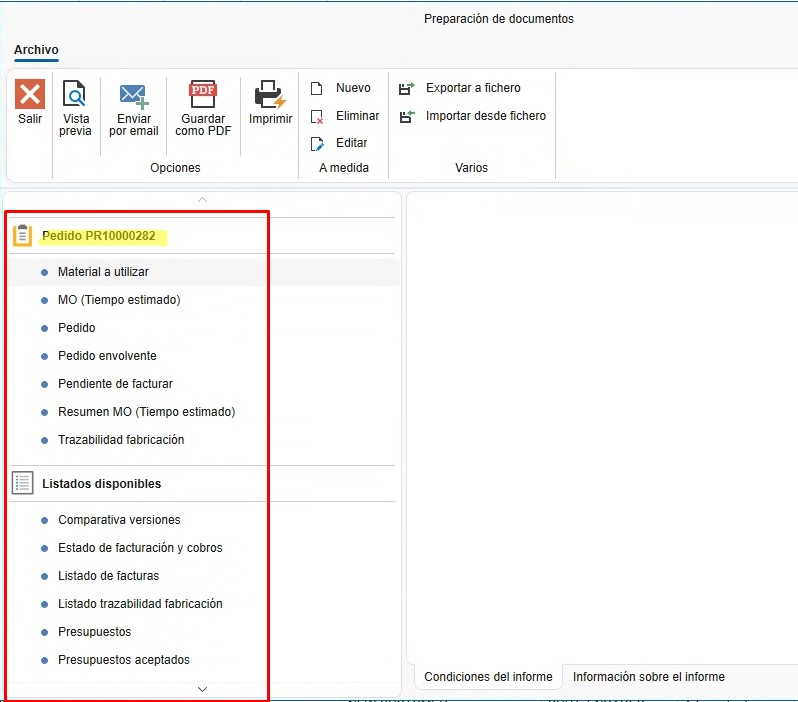 Preparación de documentos
Archivo
Salir
Vista
previa
Enviar
por email
PDF
Guardar
como PDF
Imprimir
Opciones
Nuevo
Eliminar
Editar
A medida
Exportar a fichero
Importar desde fichero
Varios
Pedido PR10000282
Material a utilizar
MO (Tiempo estimado)
Pedido
Pedido envolvente
Pendiente de facturar
Resumen MO (Tiempo estimado)
Trazabilidad fabricación
Listados disponibles
Comparativa versiones
Estado de facturación y cobros
Listado de facturas
Listado trazabilidad fabricación
Presupuestos
Presupuestos aceptados
Condiciones del informe
Información sobre el informe